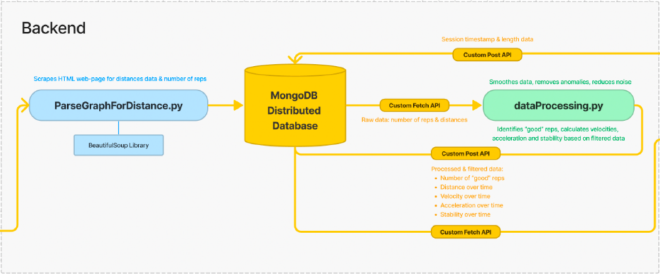 Backend
Session timestamp & length data
Custom Post API
Scrapes HTML web-page for distances data & number of reps
ParseGraphForDistance.py
BeautifulSoup Library
MongoDB
Distributed
Database
Custom Fetch API
Raw data: number of reps & distances
Smoothes data, removes anomalies, reduces noise
dataProcessing.py
Identifies "good" reps, calculates velocities,
acceleration and stability based on filtered data
Custom Post API
Processed & filtered data:
• Number of "good" reps
• Distance over time
• Velocity over time
• Acceleration over time
• Stability over time
Custom Fetch API